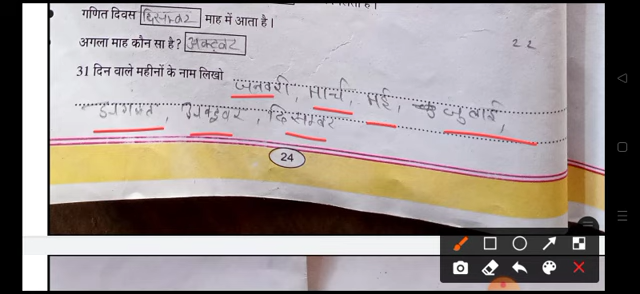 गणित दिवस दिसम्बर माह में आता है।
अगला माह कौन सा है? अक्टूबर
22
31 दिन वाले महीनों के नाम लिखो
जनवरी, मार्च, मई, जुलाई,
अगस्त, अक्टूबर, दिसम्बर
24